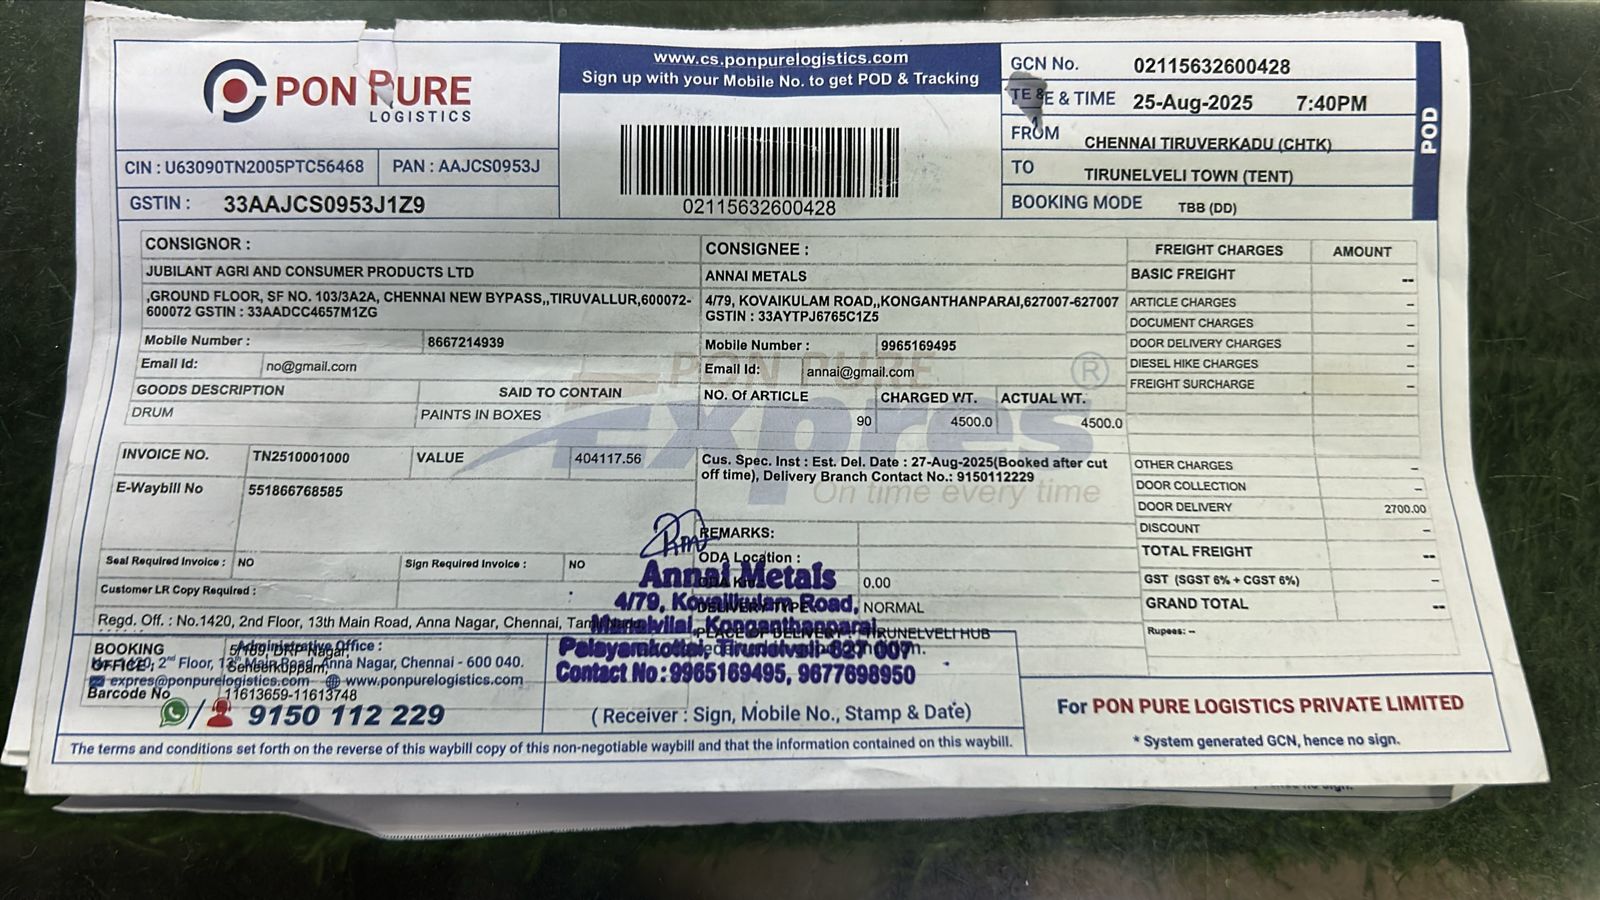 PON PURE
LOGISTICS
CIN : U63090TN2005PTC56468
PAN : AAJCS0953J
GSTIN : 33AAJCS0953J1Z9
www.cs.ponpurelogistics.com
Sign up with your Mobile No. to get POD & Tracking
02115632600428
GCN No. 02115632600428
E & TIME 25-Aug-2025 7:40PM
FROM CHENNAI TIRUVERKADU (CHTK)
TO TIRUNELVELI TOWN (TENT)
BOOKING MODE TBB (DD)
POD
CONSIGNOR :
JUBILANT AGRI AND CONSUMER PRODUCTS LTD
,GROUND FLOOR, SF NO. 103/3A2A, CHENNAI NEW BYPASS,,TIRUVALLUR,600072-
600072 GSTIN : 33AADCC4657M1ZG
Mobile Number : 8667214939
Email Id: no@gmail.com
CONSIGNEE :
ANNAI METALS
4/79, KOVAIKULAM ROAD,,KONGANTHANPARAI,627007-627007
GSTIN : 33AYTPJ6765C1Z5
Mobile Number : 9965169495
Email Id: annai@gmail.com
GOODS DESCRIPTION SAID TO CONTAIN NO. Of ARTICLE CHARGED WT. ACTUAL WT.
DRUM PAINTS IN BOXES 90 4500.0 4500.0
PON PURE ®
Expres
On time every time
INVOICE NO. TN2510001000 VALUE 404117.56
E-Waybill No 551866768585
Cus. Spec. Inst : Est. Del. Date : 27-Aug-2025(Booked after cut
off time), Delivery Branch Contact No.: 9150112229
REMARKS:
ODA Location :
0.00
DELIVERY TYPE NORMAL
PLACE OF DELIVERY : TIRUNELVELI HUB
Seal Required Invoice : NO Sign Required Invoice : NO
Customer LR Copy Required :
FREIGHT CHARGES AMOUNT
BASIC FREIGHT --
ARTICLE CHARGES –
DOCUMENT CHARGES –
DOOR DELIVERY CHARGES –
DIESEL HIKE CHARGES –
FREIGHT SURCHARGE –
OTHER CHARGES –
DOOR COLLECTION –
DOOR DELIVERY 2700.00
DISCOUNT –
TOTAL FREIGHT --
GST (SGST 6% + CGST 6%) –
GRAND TOTAL --
Rupees: --
Annai Metals
4/79, Kovaikulam Road,
Manalvilai, Konganthanparai
Palayamkottai, Tirunelveli-627 007.
Contact No : 9965169495, 9677698950
Regd. Off. : No.1420, 2nd Floor, 13th Main Road, Anna Nagar, Chennai, Tamil
BOOKING OFFICE 5/169, DRP Nagar,
Seneerkuppam,
Administrative Office :
2nd Floor, 13th Main Road, Anna Nagar, Chennai - 600 040.
expres@ponpurelogistics.com www.ponpurelogistics.com
Barcode No 11613659-11613748
9150 112 229
( Receiver : Sign, Mobile No., Stamp & Date)
For PON PURE LOGISTICS PRIVATE LIMITED
* System generated GCN, hence no sign.
The terms and conditions set forth on the reverse of this waybill copy of this non-negotiable waybill and that the information contained on this waybill.